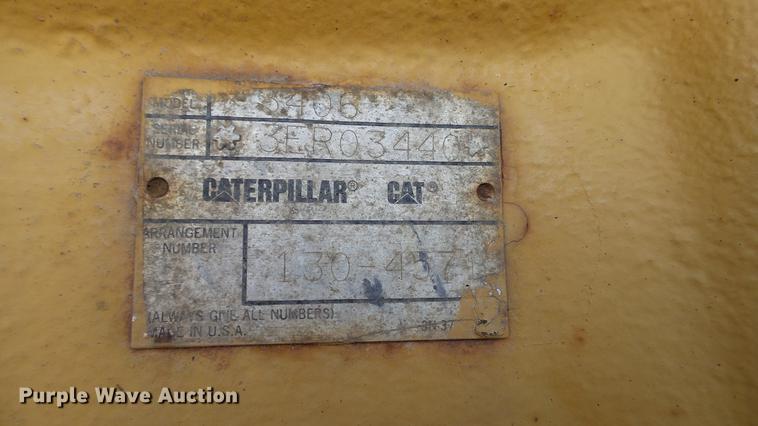 MODEL 3406
SERIAL NUMBER 3ER03440
CATERPILLAR® CAT®
ARRANGEMENT NUMBER 130-4571
(ALWAYS GIVE ALL NUMBERS)
MADE IN U.S.A.
Purple Wave Auction